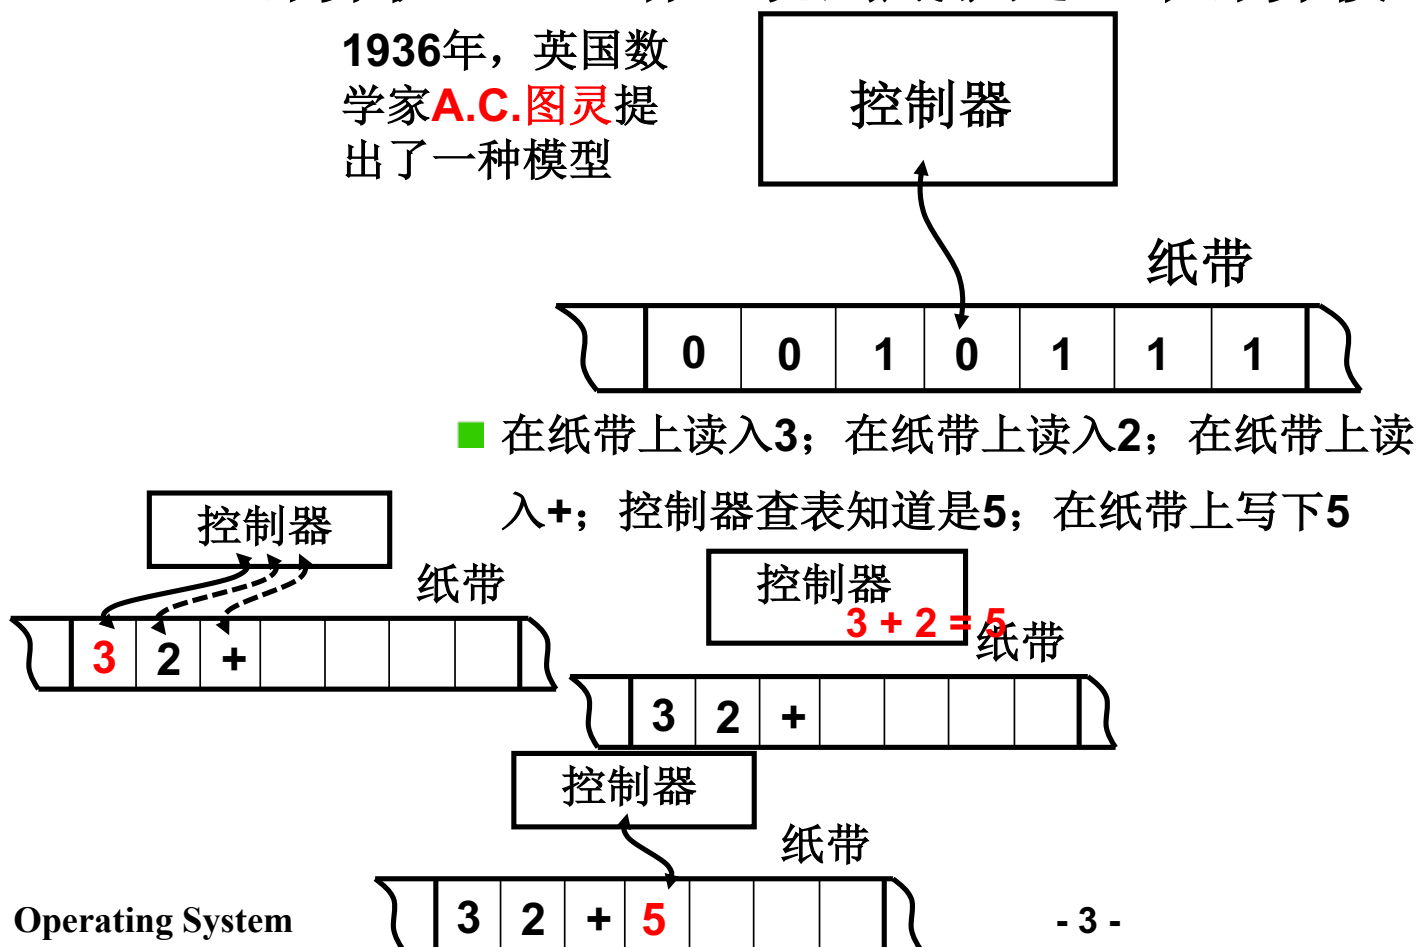 1936年，英国数
学家A.C.图灵提
出了一种模型
控制器
纸带
0 0 1 0 1 1 1
在纸带上读入3；在纸带上读入2；在纸带上读
入+；控制器查表知道是5；在纸带上写下5
控制器
纸带
3 2 +
控制器
3 + 2 = 5
纸带
3 2 +
控制器
纸带
3 2 + 5
Operating System
- 3 -